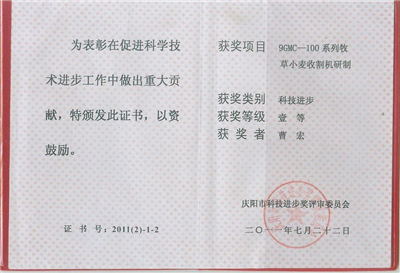 为表彰在促进科学技
术进步工作中做出重大贡
献，特颁发此证书，以资
鼓励。
证 书 号：2011(2)-1-2
获奖项目 9GMC—100系列牧
草小麦收割机研制
获奖类别 科技进步
获奖等级 壹等
获 奖 者 曹宏
庆阳市科技进步奖评审委员会
二〇一一年七月二十二日